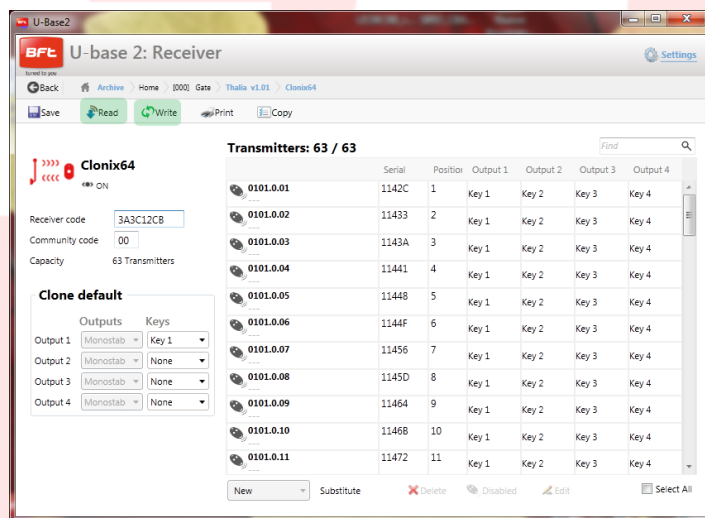 U-Base2
BFt
tuned to you
U-base 2: Receiver
Settings
Back Archive Home [000] Gate Thalia v1.01 Clonix64
Save Read Write Print Copy
Clonix64
ON
Receiver code 3A3C12CB
Community code 00
Capacity 63 Transmitters
Clone default
Outputs Keys
Output 1 Monostab Key 1
Output 2 Monostab None
Output 3 Monostab None
Output 4 Monostab None
Transmitters: 63 / 63
Find
Serial Position Output 1 Output 2 Output 3 Output 4
0101.0.01 1142C 1 Key 1 Key 2 Key 3 Key 4
---
0101.0.02 11433 2 Key 1 Key 2 Key 3 Key 4
---
0101.0.03 1143A 3 Key 1 Key 2 Key 3 Key 4
---
0101.0.04 11441 4 Key 1 Key 2 Key 3 Key 4
---
0101.0.05 11448 5 Key 1 Key 2 Key 3 Key 4
---
0101.0.06 1144F 6 Key 1 Key 2 Key 3 Key 4
---
0101.0.07 11456 7 Key 1 Key 2 Key 3 Key 4
---
0101.0.08 1145D 8 Key 1 Key 2 Key 3 Key 4
---
0101.0.09 11464 9 Key 1 Key 2 Key 3 Key 4
---
0101.0.10 1146B 10 Key 1 Key 2 Key 3 Key 4
---
0101.0.11 11472 11 Key 1 Key 2 Key 3 Key 4
---
New Substitute Delete Disabled Edit Select All